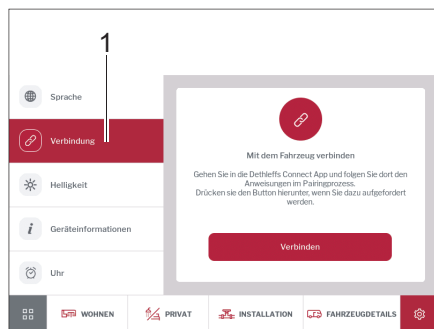 1
Sprache
Verbindung
Helligkeit
Geräteinformationen
Uhr
Mit dem Fahrzeug verbinden
Gehen Sie in die Dethleffs Connect App und folgen Sie dort den
Anweisungen im Pairingprozess.
Drücken sie den Button hierunter, wenn Sie dazu aufgefordert
werden.
Verbinden
WOHNEN
PRIVAT
INSTALLATION
FAHRZEUGDETAILS